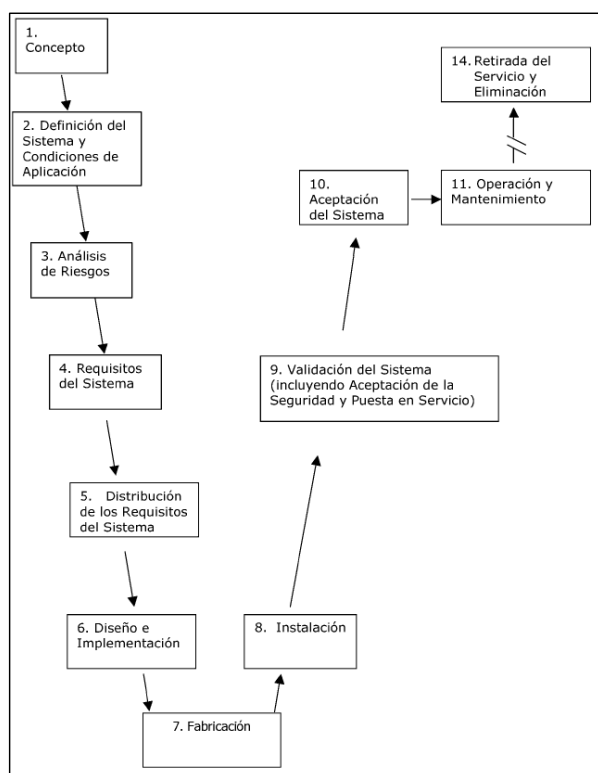 1.
Concepto
2. Definición del
Sistema y
Condiciones de
Aplicación
3. Análisis
de Riesgos
4. Requisitos
del Sistema
5. Distribución
de los Requisitos
del Sistema
6. Diseño e
Implementación
7. Fabricación
8. Instalación
9. Validación del Sistema
(incluyendo Aceptación de la
Seguridad y Puesta en Servicio)
10.
Aceptación
del Sistema
11. Operación y
Mantenimiento
14. Retirada del
Servicio y
Eliminación